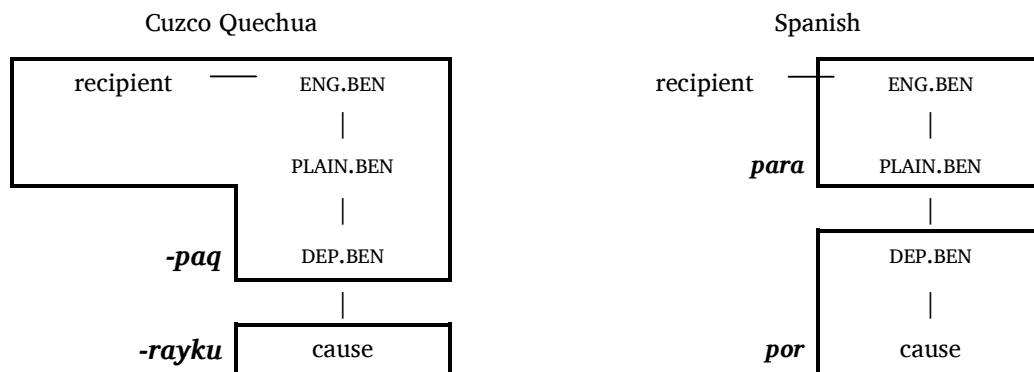 Cuzco Quechua
recipient ENG.BEN
PLAIN.BEN
-paq DEP.BEN
-rayku cause
Spanish
recipient ENG.BEN
para PLAIN.BEN
DEP.BEN
por cause